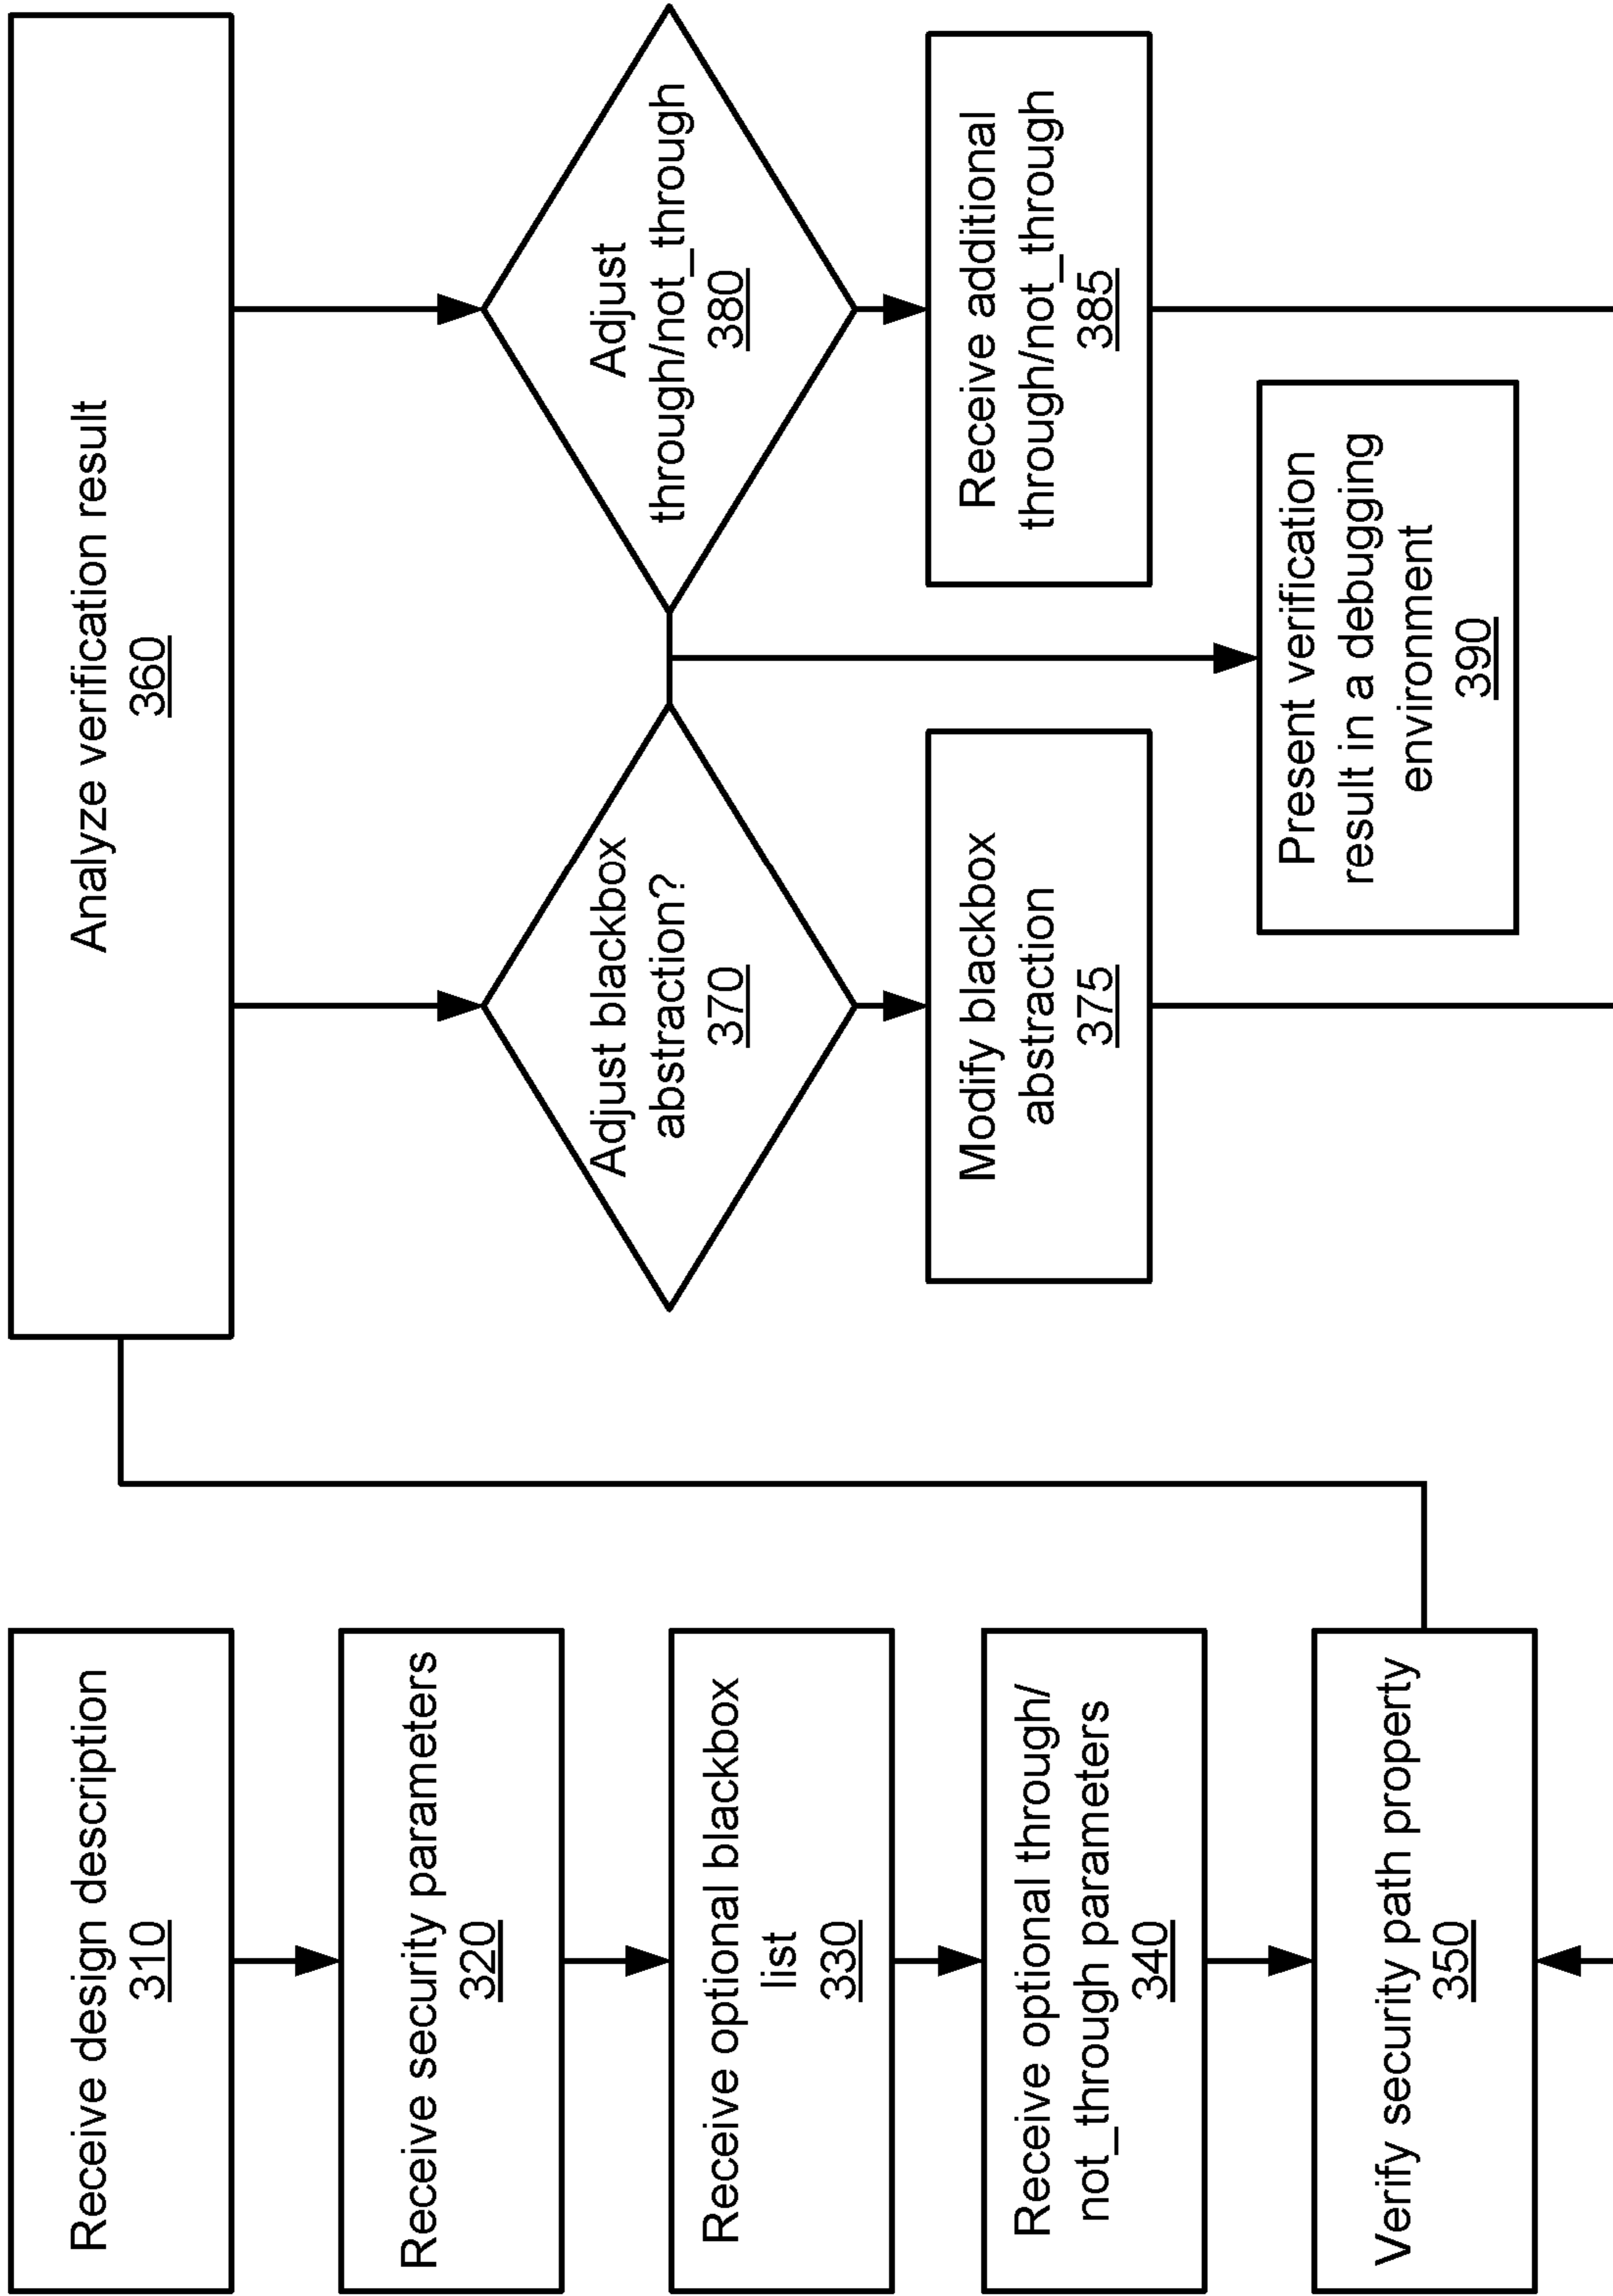 Receive design description
310
Receive security parameters
320
Receive optional blackbox
list
330
Receive optional through/
not_through parameters
340
Verify security path property
350
Analyze verification result
360
Adjust blackbox
abstraction?
370
Modify blackbox
abstraction
375
Adjust
through/not_through
380
Receive additional
through/not_through
385
Present verification
result in a debugging
environment
390